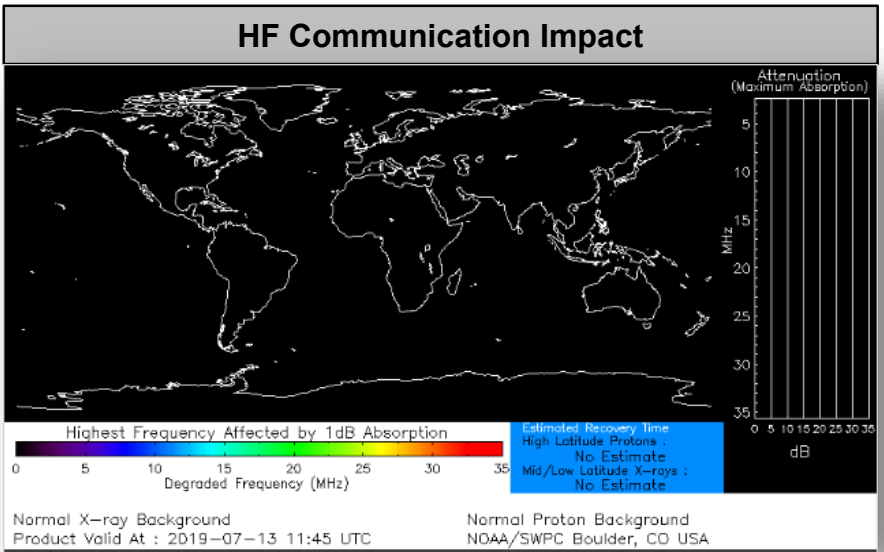 HF Communication Impact
Attenuation
(Maximum Absorption)
5
10
15
20
25
30
35
MHz
0 5 10 15 20 25 30 35
dB
Highest Frequency Affected by 1dB Absorption
0 5 10 15 20 25 30 35
Degraded Frequency (MHz)
Estimated Recovery Time
High Latitude Protons :
No Estimate
Mid/Low Latitude X-rays :
No Estimate
Normal X-ray Background
Normal Proton Background
Product Valid At : 2019-07-13 11:45 UTC
NOAA/SWPC Boulder, CO USA